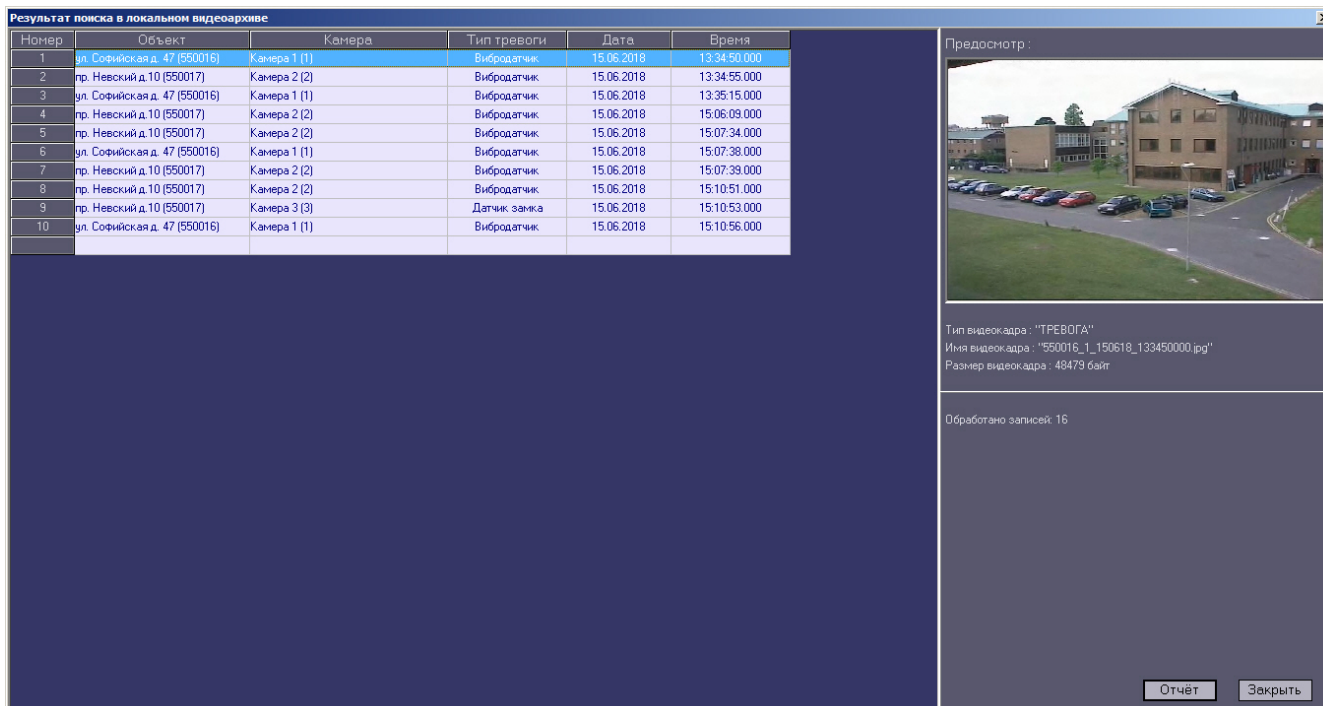 Результат поиска в локальном видеоархиве
Номер Объект Камера Тип тревоги Дата Время
1 ул. Софийская д. 47 (550016) Камера 1 (1) Вибродатчик 15.06.2018 13:34:50.000
2 пр. Невский д.10 (550017) Камера 2 (2) Вибродатчик 15.06.2018 13:34:55.000
3 ул. Софийская д. 47 (550016) Камера 1 (1) Вибродатчик 15.06.2018 13:35:15.000
4 пр. Невский д.10 (550017) Камера 2 (2) Вибродатчик 15.06.2018 15:06:09.000
5 пр. Невский д.10 (550017) Камера 2 (2) Вибродатчик 15.06.2018 15:07:34.000
6 ул. Софийская д. 47 (550016) Камера 1 (1) Вибродатчик 15.06.2018 15:07:38.000
7 пр. Невский д.10 (550017) Камера 2 (2) Вибродатчик 15.06.2018 15:07:39.000
8 пр. Невский д.10 (550017) Камера 2 (2) Вибродатчик 15.06.2018 15:10:51.000
9 пр. Невский д.10 (550017) Камера 3 (3) Датчик замка 15.06.2018 15:10:53.000
10 ул. Софийская д. 47 (550016) Камера 1 (1) Вибродатчик 15.06.2018 15:10:56.000
Предосмотр :
Тип видеокадра : "ТРЕВОГА"
Имя видеокадра : "550016_1_150618_133450000.jpg"
Размер видеокадра : 48479 байт
Обработано записей: 16
Отчёт Закрыть